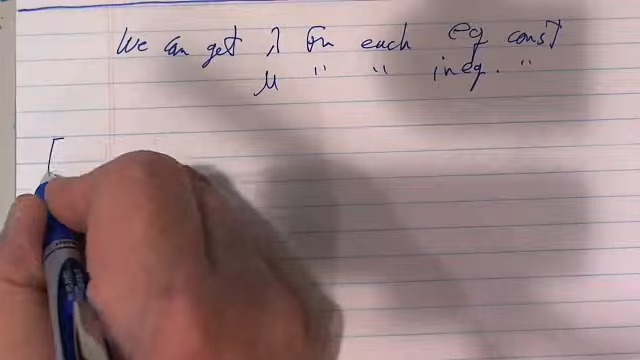 We can get λ for each eq const
μ " " ineq. "
[